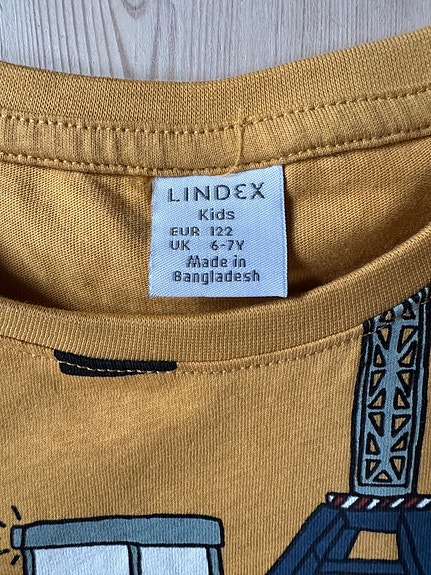 LINDEX
Kids
EUR 122
UK 6-7Y
Made in
Bangladesh